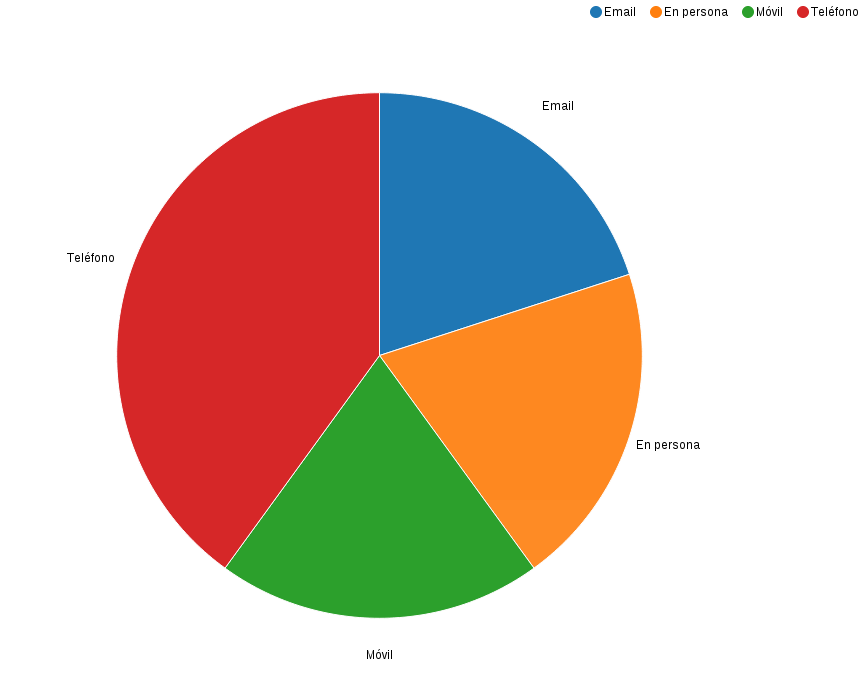 Email En persona Móvil Teléfono
Email
Teléfono
En persona
Móvil